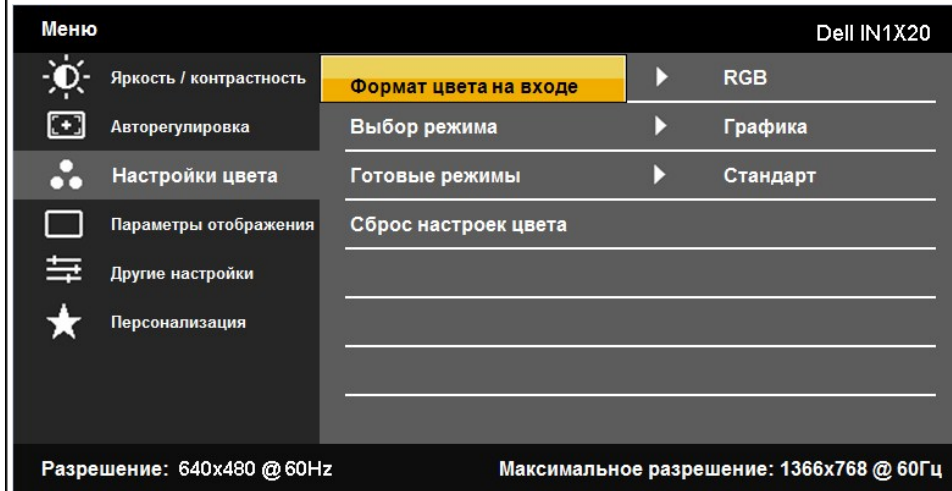 Меню
Dell IN1X20
Яркость / контрастность
Формат цвета на входе
RGB
Авторегулировка
Выбор режима
Графика
Настройки цвета
Готовые режимы
Стандарт
Параметры отображения
Сброс настроек цвета
Другие настройки
Персонализация
Разрешение: 640x480 @ 60Hz
Максимальное разрешение: 1366x768 @ 60Гц